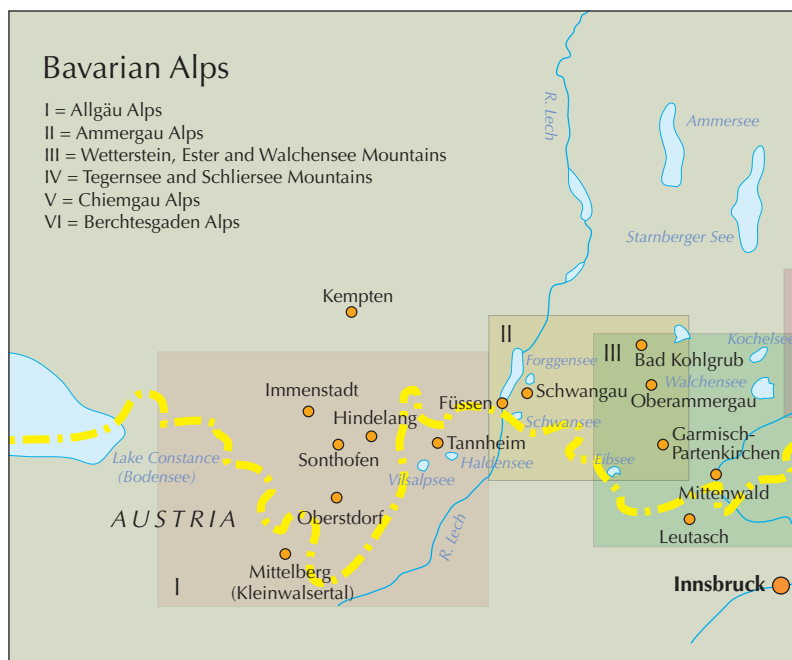 Bavarian Alps
I = Allgäu Alps
II = Ammergau Alps
III = Wetterstein, Ester and Walchensee Mountains
IV = Tegernsee and Schliersee Mountains
V = Chiemgau Alps
VI = Berchtesgaden Alps
R. Lech
Ammersee
Starnberger See
Kempten
II
III
Forggensee
Kochelsee
Bad Kohlgrub
Immenstadt
Füssen
Schwangau
Walchensee
Oberammergau
Hindelang
Schwansee
Tannheim
Garmisch-
Partenkirchen
Lake Constance
(Bodensee)
Sonthofen
Haldensee
Eibsee
Vilsalpsee
Mittenwald
AUSTRIA
Oberstdorf
Leutasch
R. Lech
Mittelberg
(Kleinwalsertal)
I
Innsbruck